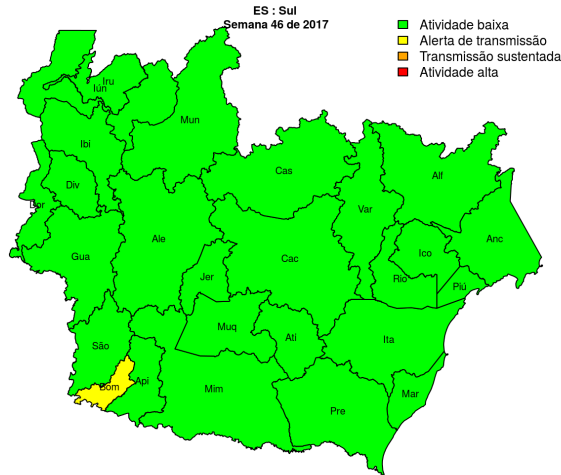 ES : Sul
Semana 46 de 2017
Atividade baixa
Alerta de transmissão
Transmissão sustentada
Atividade alta
Iru
Iún
Mun
Ibi
Cas
Alf
Div
Dor
Var
Ale
Anc
Ico
Gua
Cac
Jer
Rio
Piú
Muq
Ati
Ita
São
Api
Bom
Mim
Mar
Pre